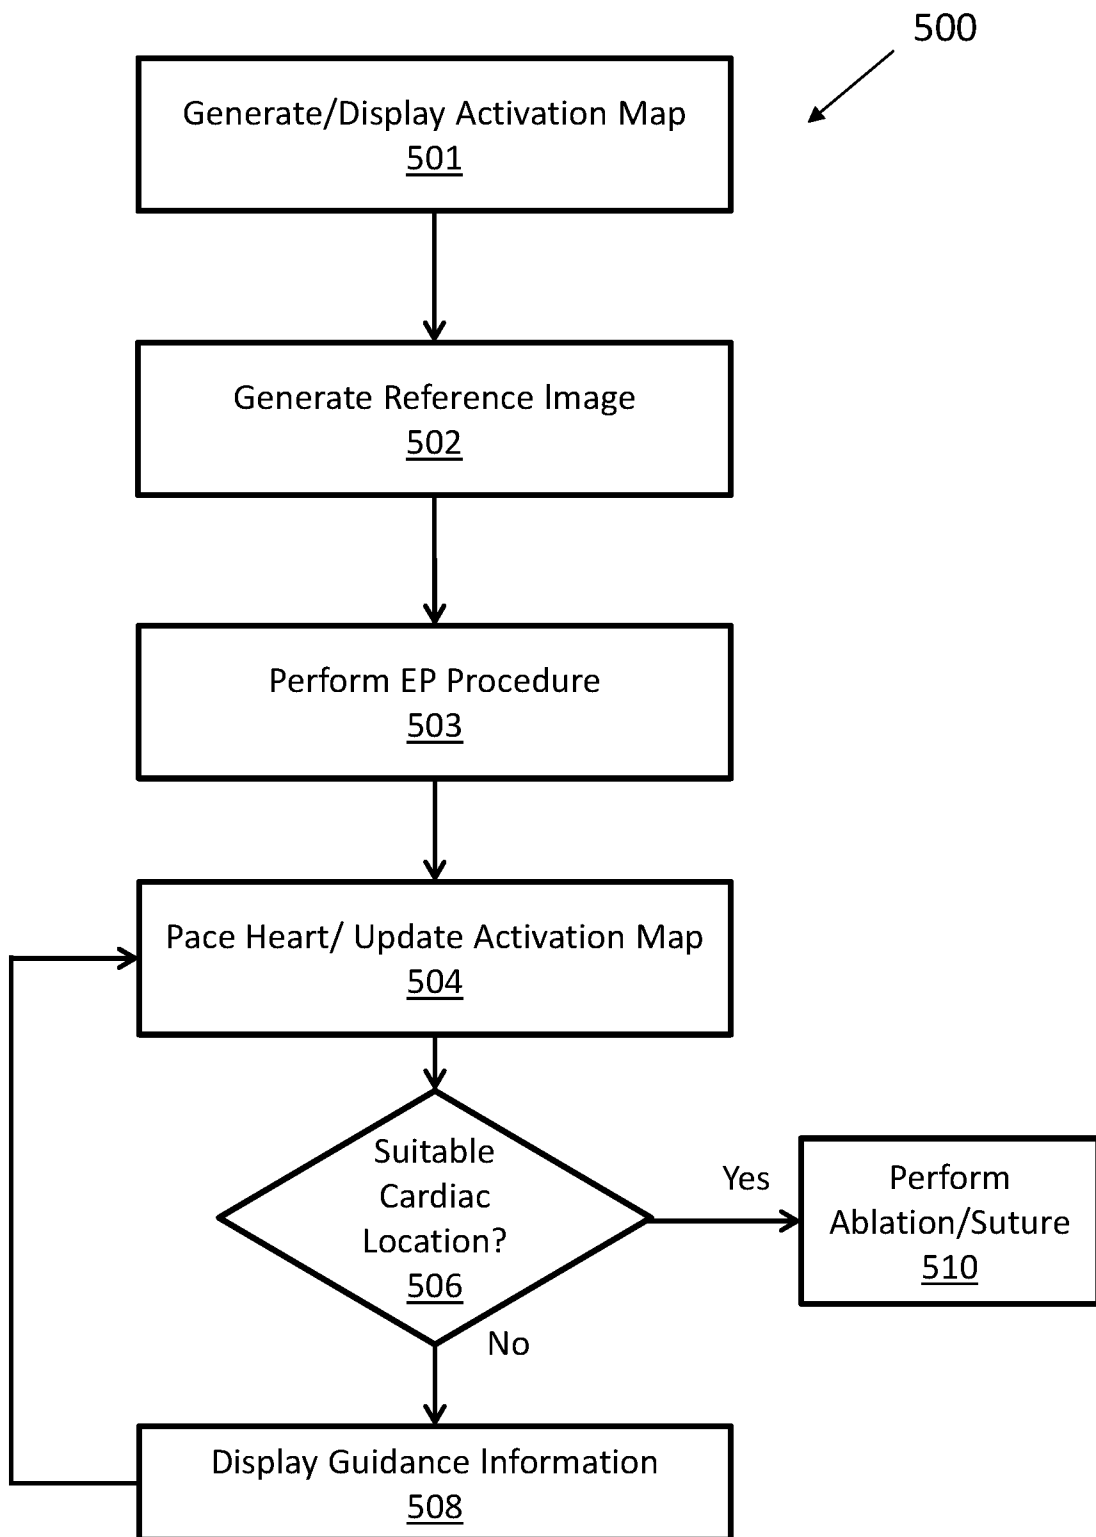 500
Generate/Display Activation Map
501
Generate Reference Image
502
Perform EP Procedure
503
Pace Heart/ Update Activation Map
504
Suitable
Cardiac
Location?
506
Yes
Perform
Ablation/Suture
510
No
Display Guidance Information
508